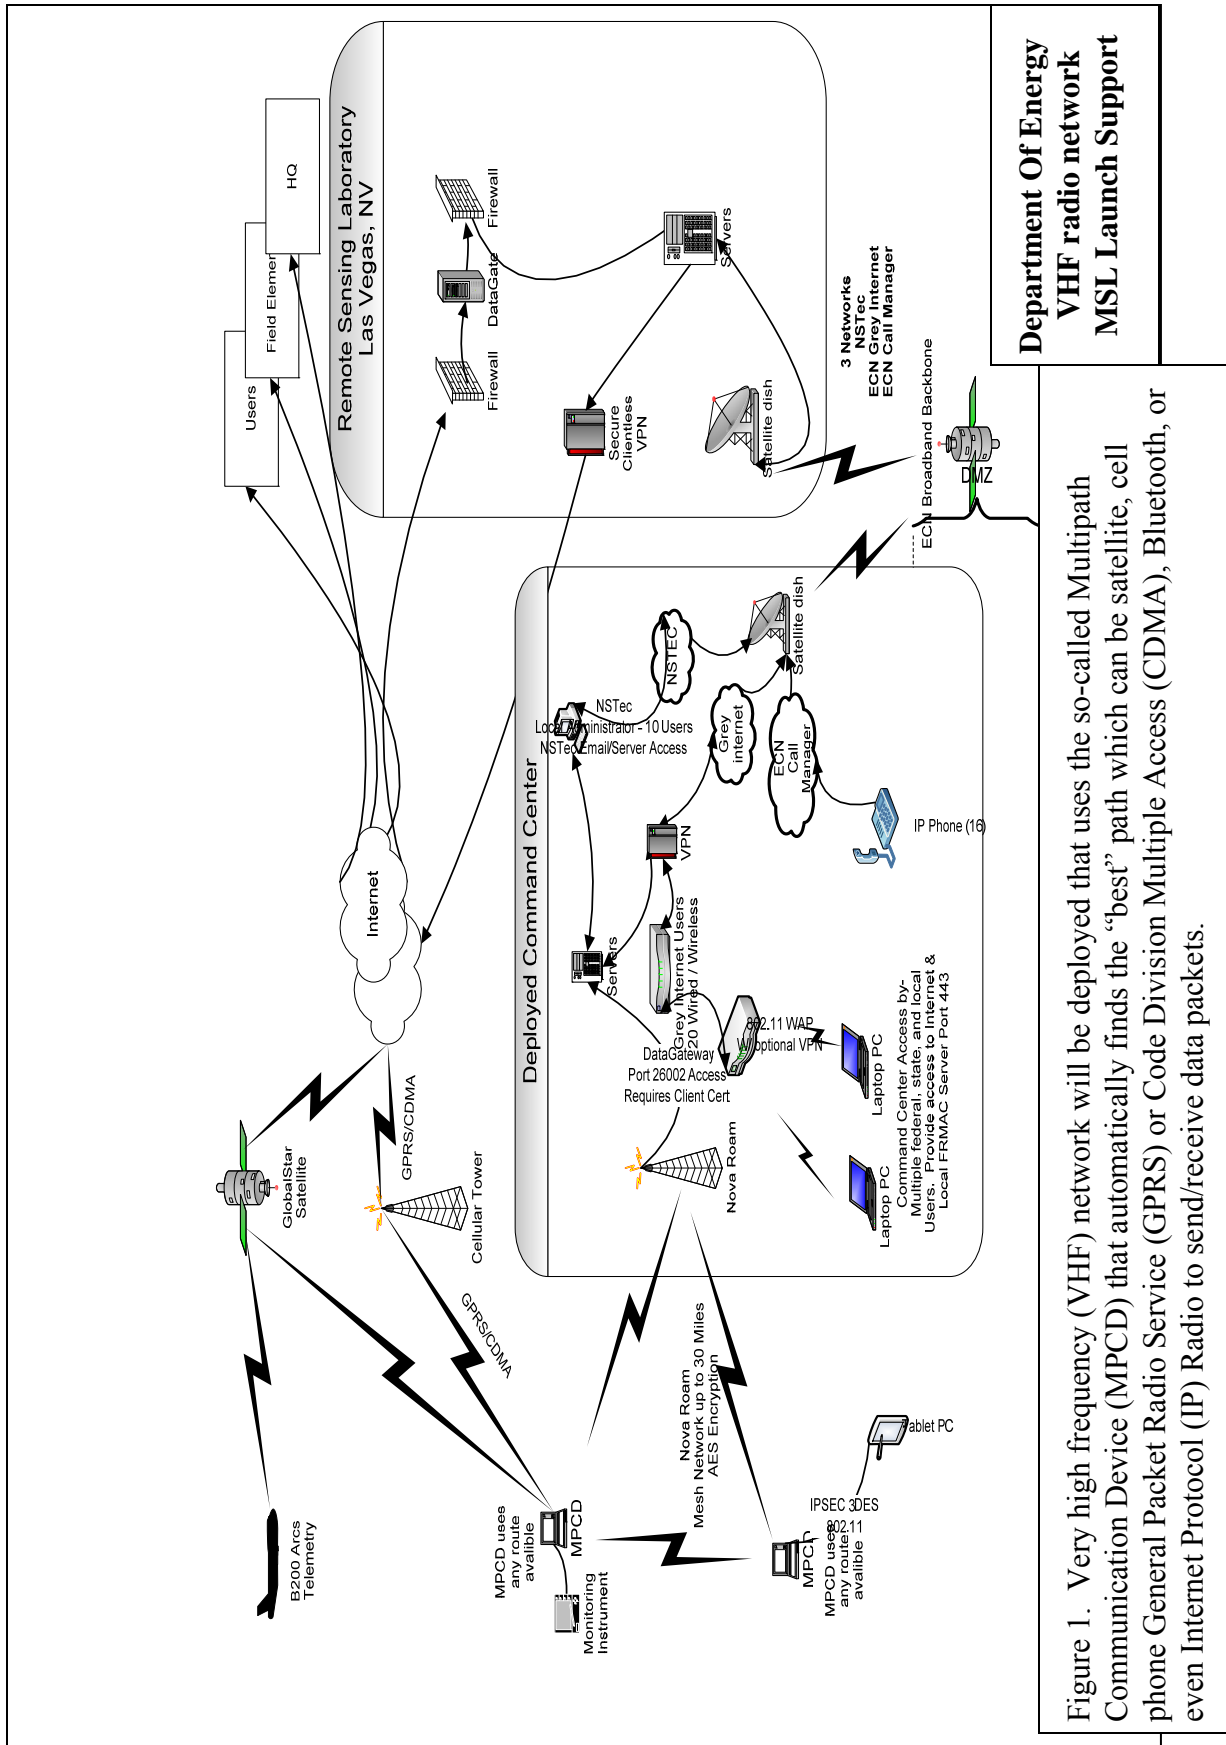 Department Of Energy
VHF radio network
MSL Launch Support
HQ
Field Elemen
Users
Remote Sensing Laboratory
Las Vegas, NV
Firewall
DataGate
Firewall
Servers
Secure
Clientless
VPN
Satellite dish
3 Networks
NSTec
ECN Grey Internet
ECN Call Manager
ECN Broadband Backbone
DMZ
Internet
GlobalStar
Satellite
GPRS/CDMA
Cellular Tower
GPRS/CDMA
B200 Arcs
Telemetry
Deployed Command Center
NSTec
Local Administrator - 10 Users
NSTec Email/Server Access
NSTEC
Satellite dish
Grey
internet
ECN
Call
Manager
IP Phone (16)
VPN
Servers
Grey Internet Users
20 Wired / Wireless
802.11 WAP
W/ optional VPN
DataGateway
Port 26002 Access
Requires Client Cert
Nova Roam
Laptop PC
Laptop PC
Command Center Access by-
Multiple federal, state, and local
Users. Provide access to Internet &
Local FRMAC Server Port 443
Nova Roam
Mesh Network up to 30 Miles
AES Encryption
MPCD uses
any route
avalible
MPCD
Monitoring
Instrument
MPCD
MPCD uses
any route
avalible
IPSEC 3DES
802.11
Tablet PC
Figure 1. Very high frequency (VHF) network will be deployed that uses the so-called Multipath
Communication Device (MPCD) that automatically finds the “best” path which can be satellite, cell
phone General Packet Radio Service (GPRS) or Code Division Multiple Access (CDMA), Bluetooth, or
even Internet Protocol (IP) Radio to send/receive data packets.